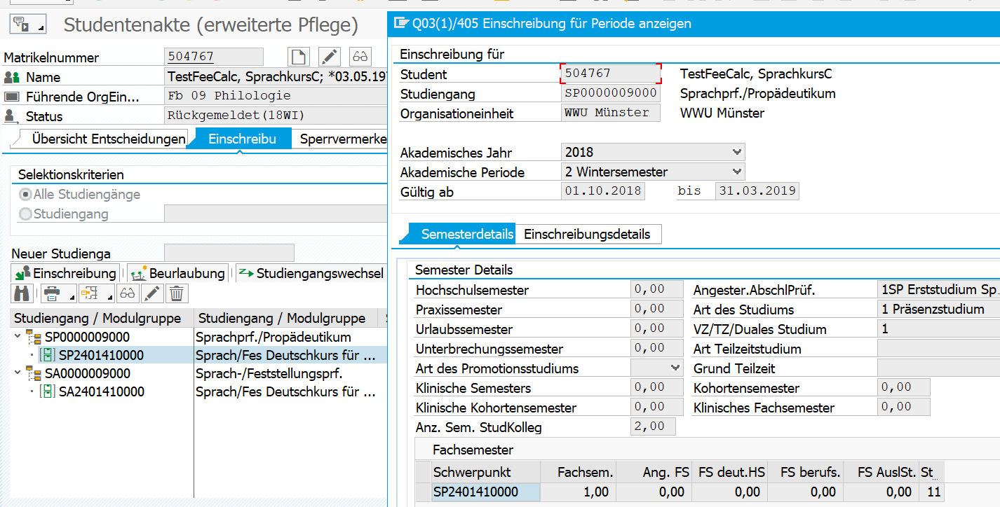 Studentenakte (erweiterte Pflege)
Matrikelnummer 504767
Name TestFeeCalc, SprachkursC; *03.05.197
Führende OrgEin... Fb 09 Philologie
Status Rückgemeldet(18WI)
Übersicht Entscheidungen Einschreibu Sperrvermerke
Selektionskriterien
Alle Studiengänge
Studiengang
Neuer Studienga
Einschreibung Beurlaubung Studiengangswechsel
Studiengang / Modulgruppe Studiengang / Modulgruppe
SP0000009000 Sprachprf./Propädeutikum
SP2401410000 Sprach/Fes Deutschkurs für ...
SA0000009000 Sprach-/Feststellungsprf.
SA2401410000 Sprach/Fes Deutschkurs für ...
Q03(1)/405 Einschreibung für Periode anzeigen
Einschreibung für
Student 504767 TestFeeCalc, SprachkursC
Studiengang SP0000009000 Sprachprf./Propädeutikum
Organisationeinheit WWU Münster WWU Münster
Akademisches Jahr 2018
Akademische Periode 2 Wintersemester
Gültig ab 01.10.2018 bis 31.03.2019
Semesterdetails Einschreibungsdetails
Semester Details
Hochschulsemester 0,00 Angester.AbschlPrüf. 1SP Erststudium Sp..
Praxissemester 0,00 Art des Studiums 1 Präsenzstudium
Urlaubssemester 0,00 VZ/TZ/Duales Studium 1
Unterbrechungssemester 0,00 Art Teilzeitstudium
Art des Promotionsstudiums Grund Teilzeit
Klinische Semesters 0,00 Kohortensemester 0,00
Klinische Kohortensemester 0,00 Klinisches Fachsemester 0,00
Anz. Sem. StudKolleg 2,00
Fachsemester
Schwerpunkt Fachsem. Ang. FS FS deut.HS FS berufs. FS AuslSt. St...
SP2401410000 1,00 0,00 0,00 0,00 0,00 11